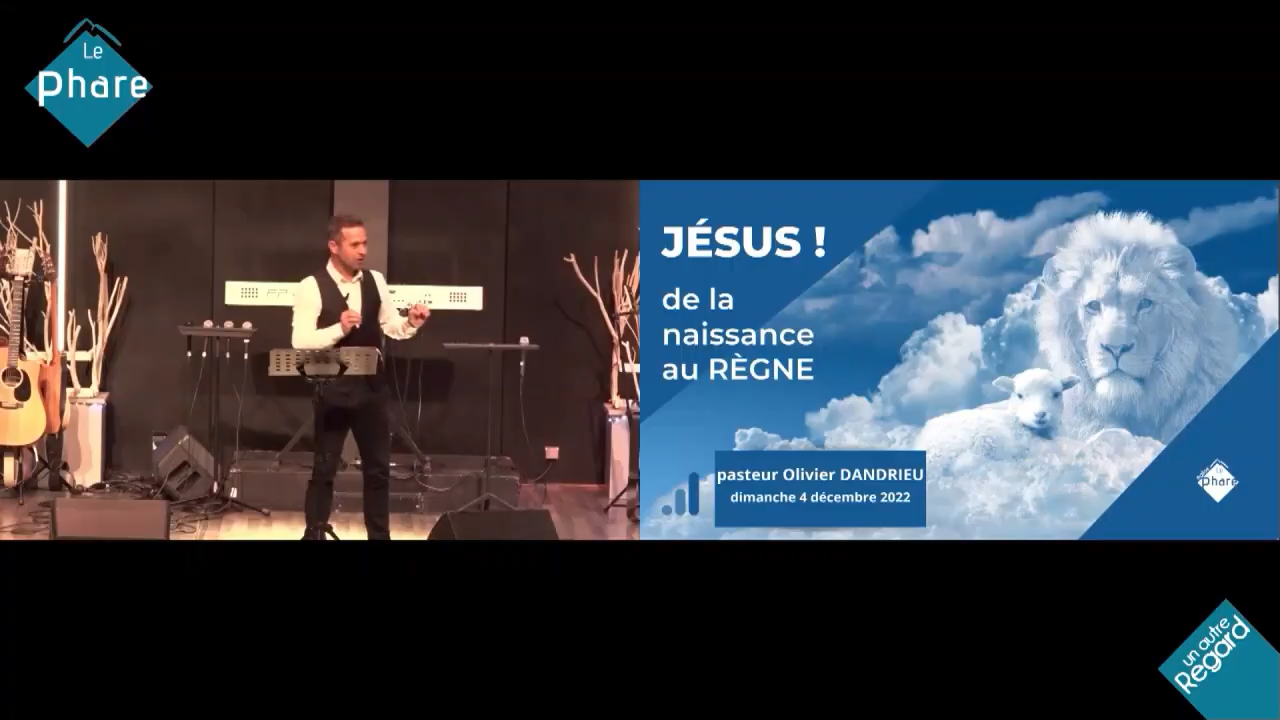 Le
Phare
JÉSUS !
de la
naissance
au RÈGNE
pasteur Olivier DANDRIEU
dimanche 4 décembre 2022
Le
Phare
un autre
Regard